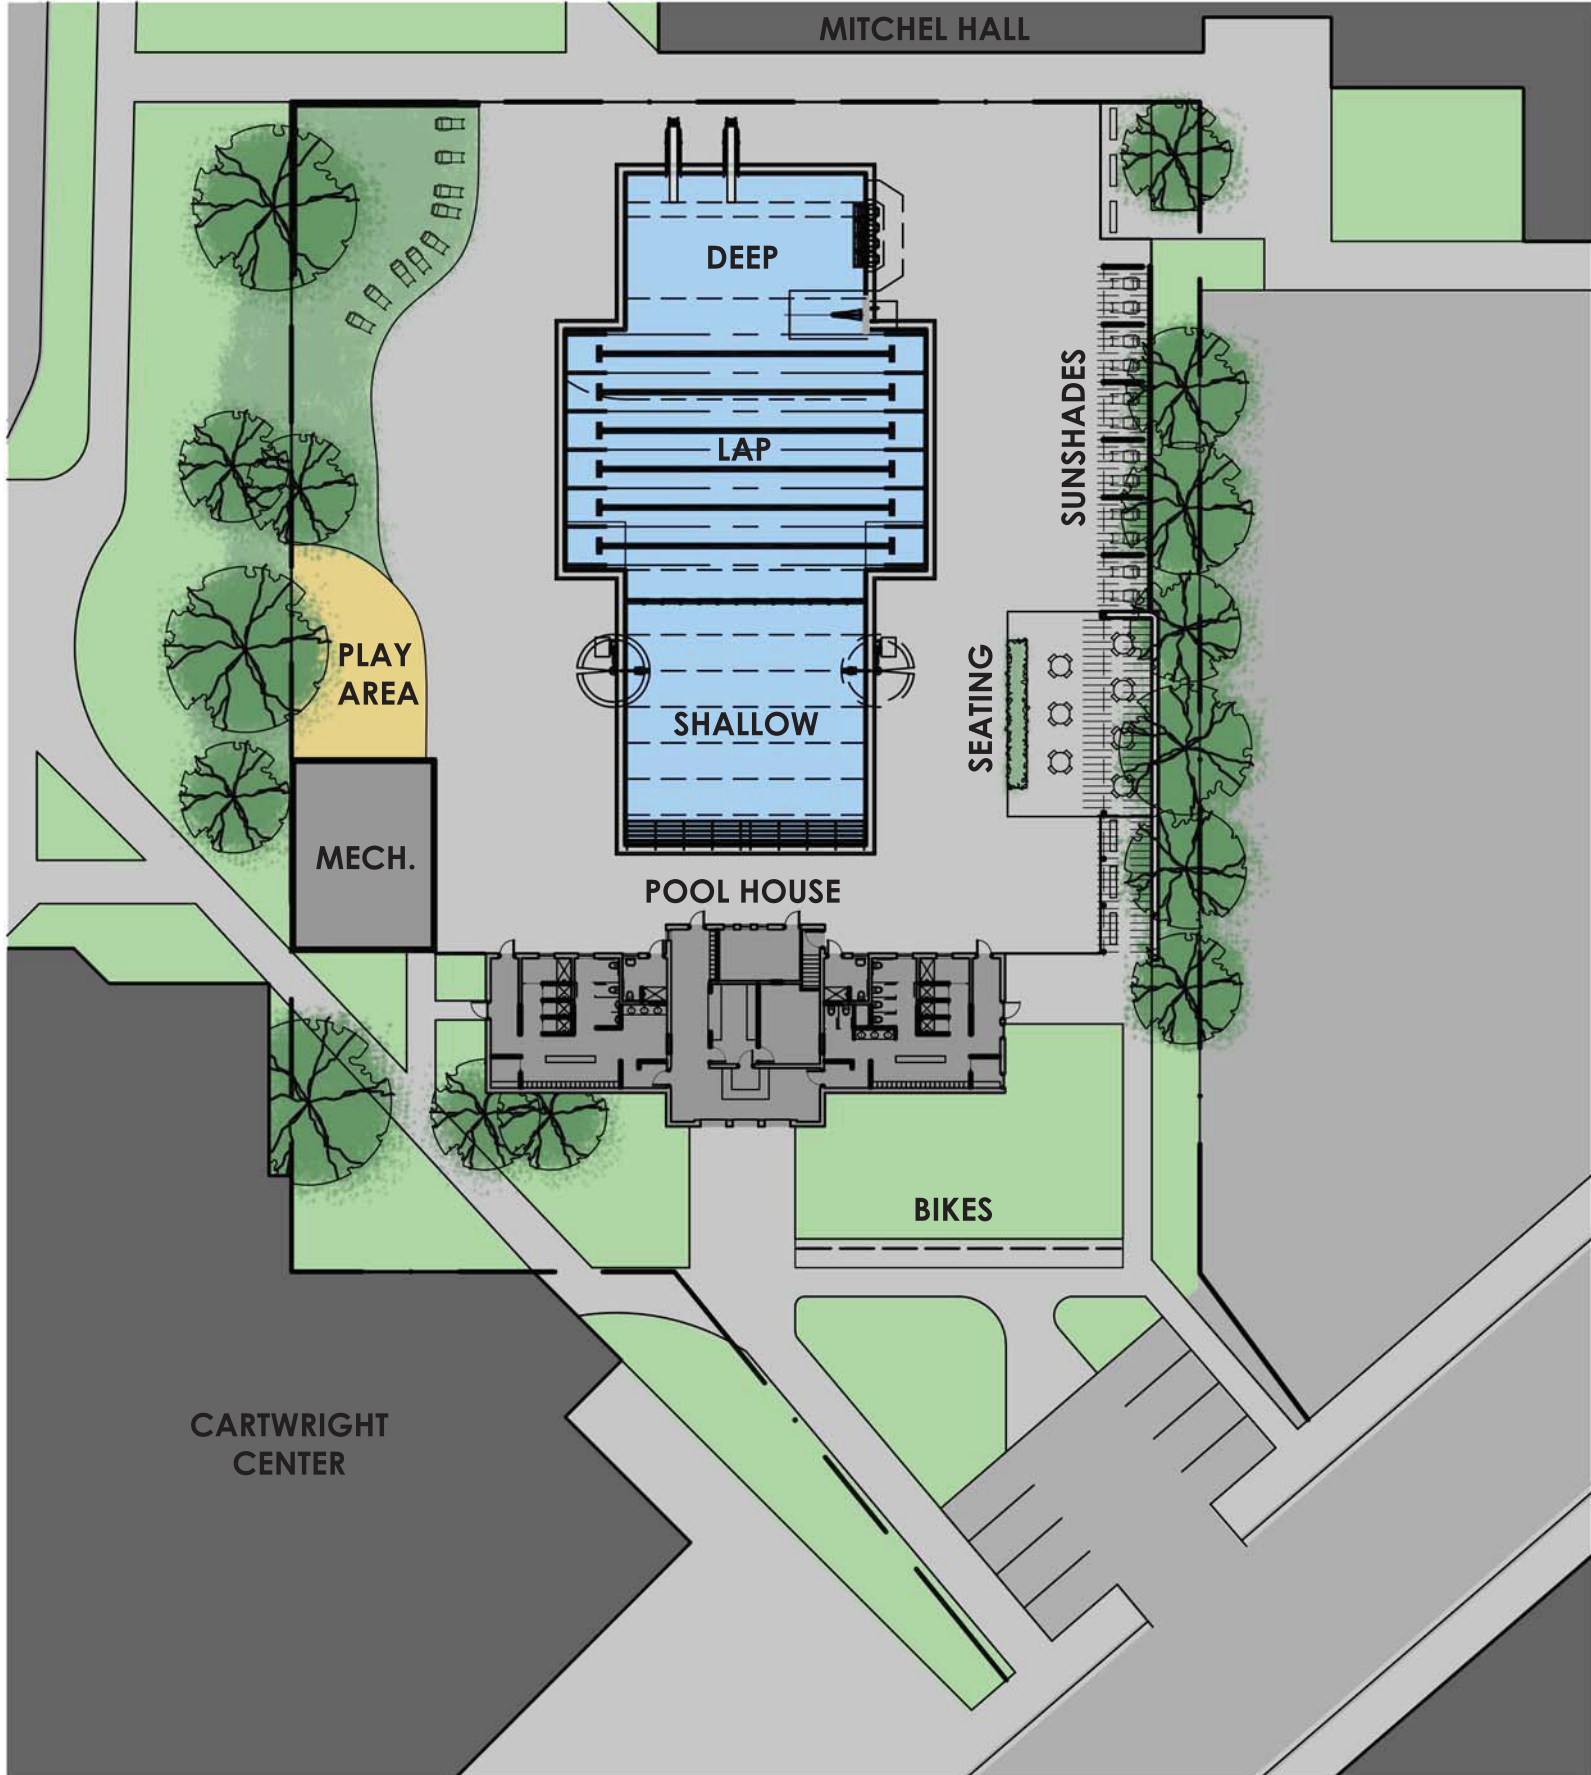 MITCHEL HALL
DEEP
LAP
SUNSHADES
PLAY
AREA
SEATING
SHALLOW
MECH.
POOL HOUSE
BIKES
CARTWRIGHT
CENTER